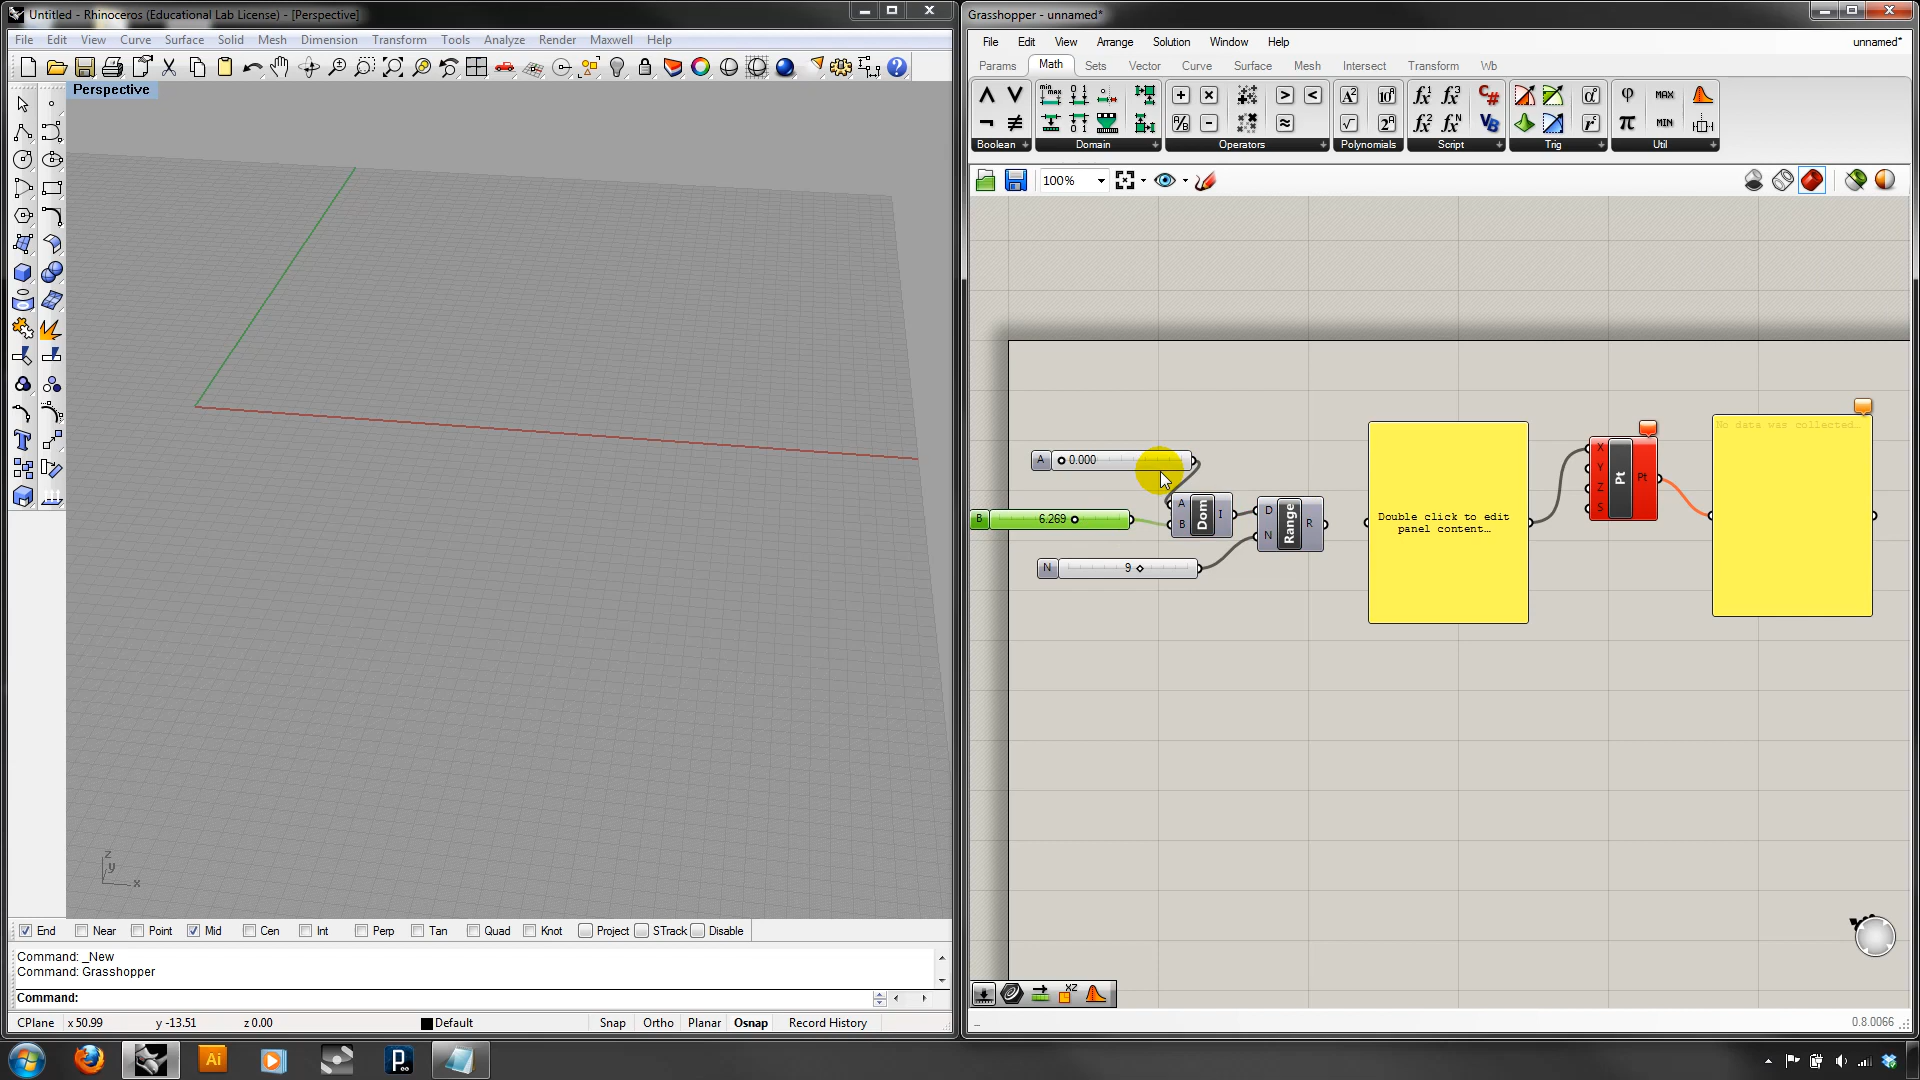 Untitled - Rhinoceros (Educational Lab License) - [Perspective]
File Edit View Curve Surface Solid Mesh Dimension Transform Tools Analyze Render Maxwell Help
Perspective
z
y
x
End Near Point Mid Cen Int Perp Tan Quad Knot Project STrack Disable
Command: _New
Command: Grasshopper
Command:
CPlane x 50.99 y -13.51 z 0.00 Default Snap Ortho Planar Osnap Record History
Grasshopper - unnamed*
File Edit View Arrange Solution Window Help unnamed*
Params Math Sets Vector Curve Surface Mesh Intersect Transform Wb
Boolean Domain Operators Polynomials Script Trig Util
MAX
MIN
100%
No data was collected...
A 0.000
B 6.269
N 9
A
B
Dom
I
D
N
Range
R
Double click to edit
panel content...
X
Y
Z
S
Pt
Pt
XZ
0.8.0066
Ai